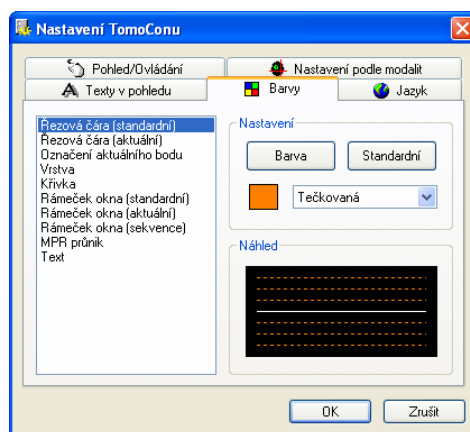 Nastavení TomoConu
Pohled/Ovládání
Nastavení podle modalit
Texty v pohledu
Barvy
Jazyk
Řezová čára (standardní)
Řezová čára (aktuální)
Označení aktuálního bodu
Vrstva
Křivka
Rámeček okna (standardní)
Rámeček okna (aktuální)
Rámeček okna (sekvence)
MPR průnik
Text
Nastavení
Barva
Standardní
Tečkovaná
Náhled
OK
Zrušit